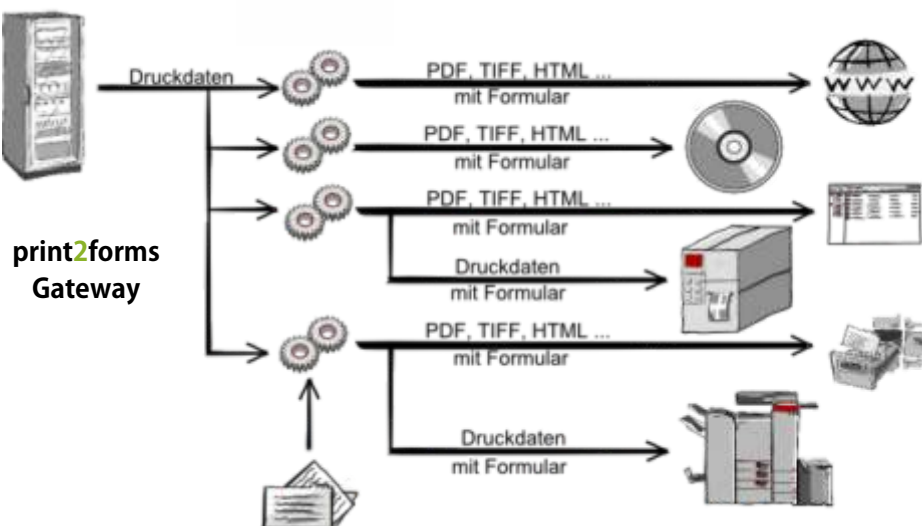 Druckdaten
PDF, TIFF, HTML ...
mit Formular
WWW
PDF, TIFF, HTML ...
mit Formular
PDF, TIFF, HTML ...
mit Formular
print2forms
Gateway
Druckdaten
mit Formular
PDF, TIFF, HTML ...
mit Formular
Druckdaten
mit Formular